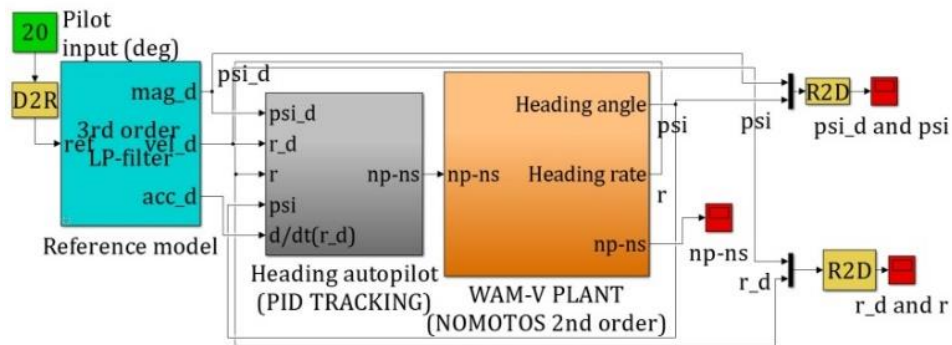 20
Pilot
input (deg)
D2R
ref
3rd order
LP-filter
mag_d
vel_d
acc_d
Reference model
psi_d
psi_d
r_d
r
psi
d/dt(r_d)
np-ns
Heading autopilot
(PID TRACKING)
np-ns
Heading angle
Heading rate
np-ns
WAM-V PLANT
(NOMOTOS 2nd order)
psi
r
np-ns
psi
R2D
psi_d and psi
r_d
R2D
r_d and r